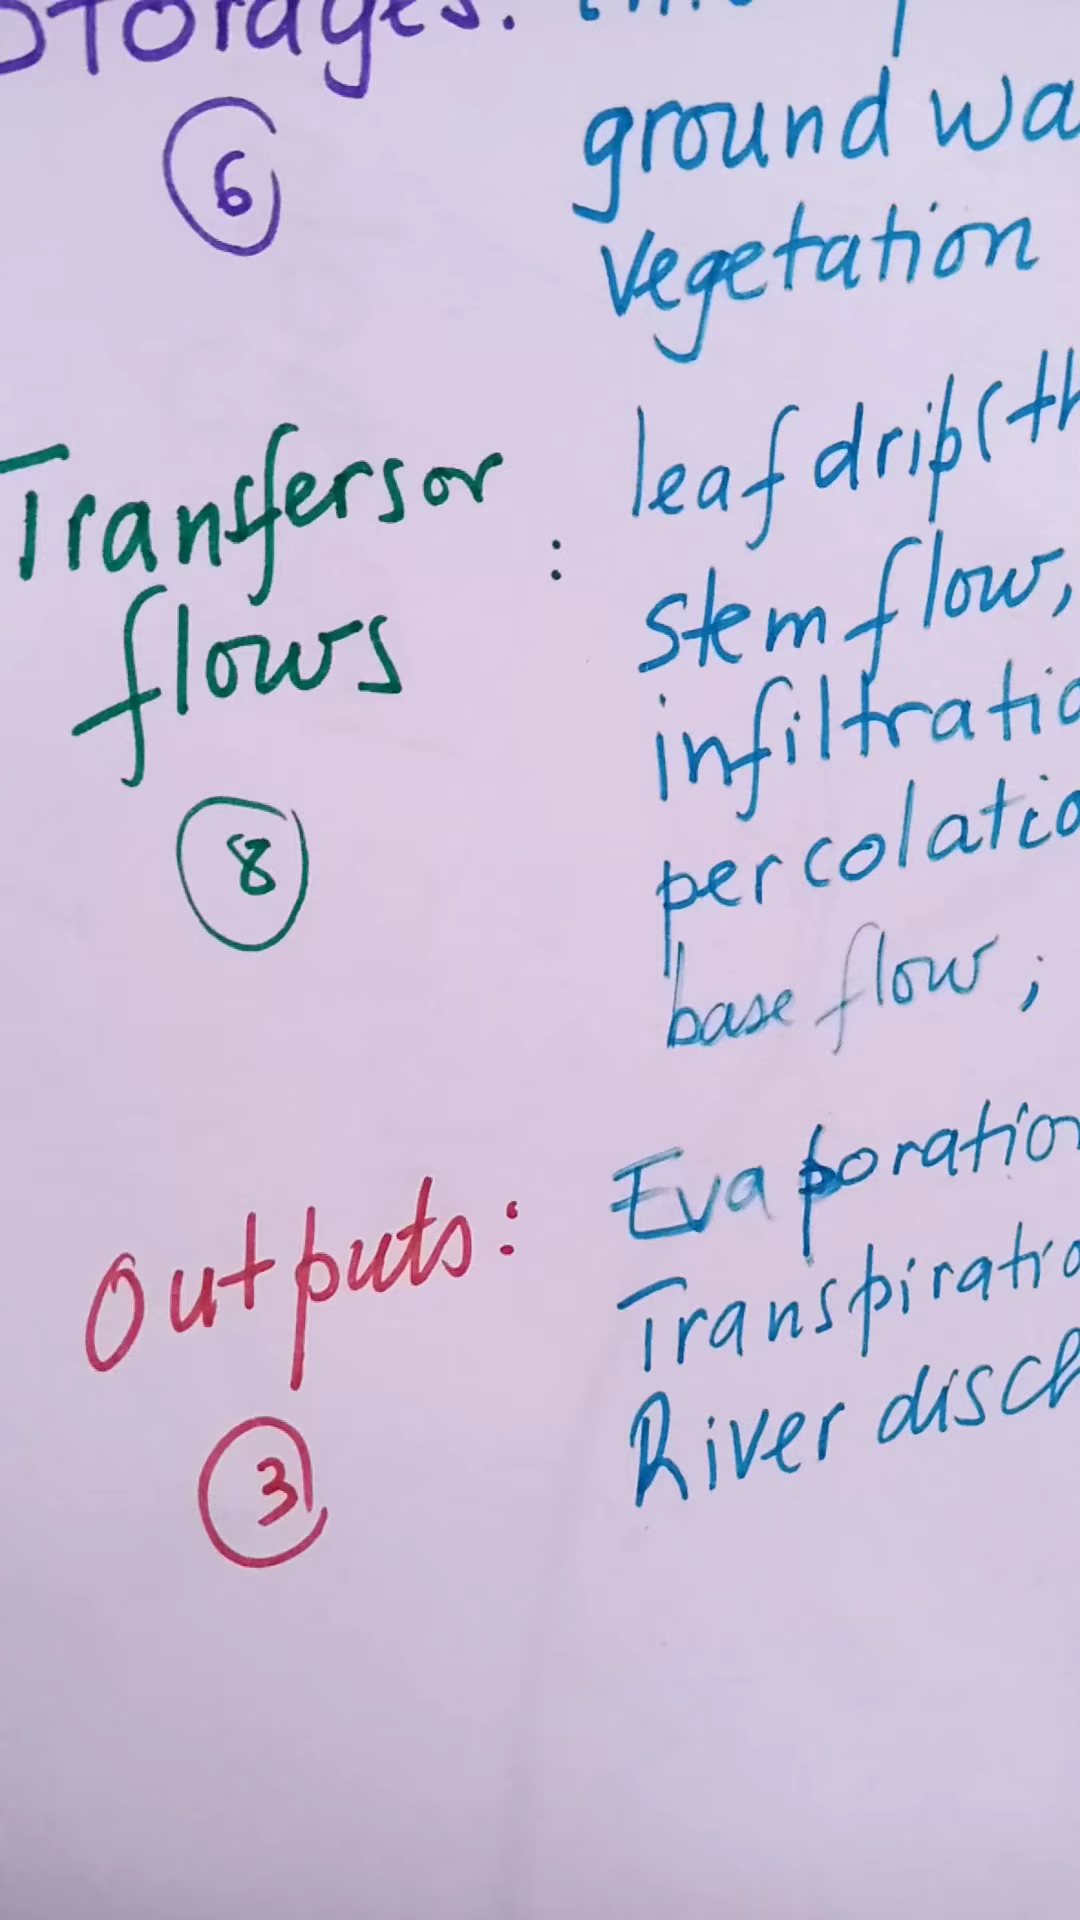 Storages:
6
ground wa
vegetation
Transfers or
flows
:
leaf drip (th
stem flow,
infiltratio
percolatio
base flow;
8
Outputs:
Evaporation
Transpiratio
River disch
3